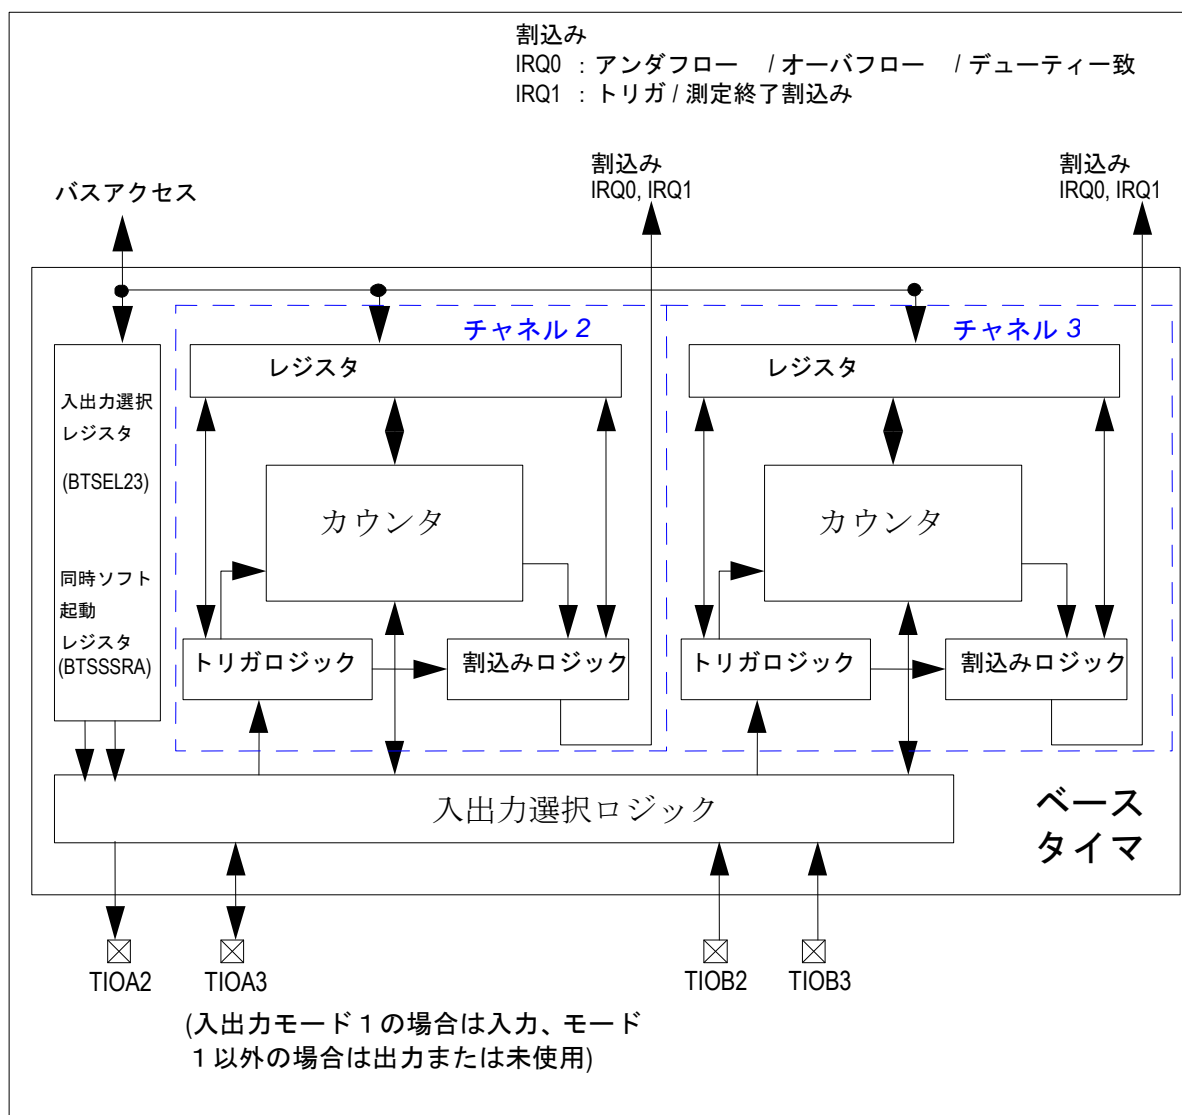 割込み
IRQ0 : アンダフロー / オーバフロー / デューティ一致
IRQ1 : トリガ / 測定終了割込み
バスアクセス
割込み
IRQ0, IRQ1
割込み
IRQ0, IRQ1
チャネル 2
チャネル 3
レジスタ
レジスタ
入出力選択
レジスタ
(BTSEL23)
同時ソフト
起動
レジスタ
(BTSSSRA)
カウンタ
カウンタ
トリガロジック
割込みロジック
トリガロジック
割込みロジック
入出力選択ロジック
ベース
タイマ
TIOA2
TIOA3
TIOB2
TIOB3
(入出力モード１の場合は入力、モード
１以外の場合は出力または未使用)